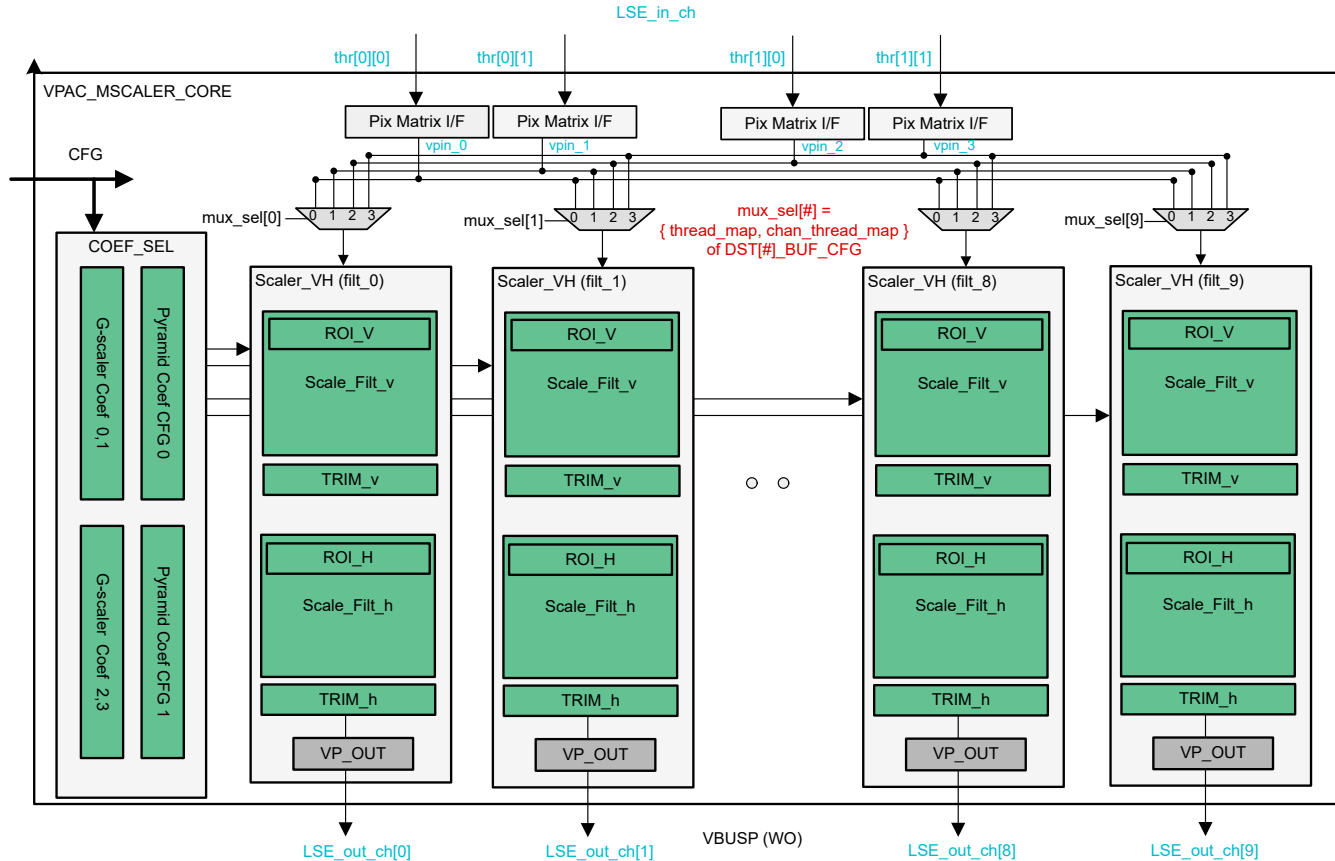 LSE_in_ch
thr[0][0]
thr[0][1]
thr[1][0]
thr[1][1]
VPAC_MSCALER_CORE
Pix Matrix I/F
Pix Matrix I/F
Pix Matrix I/F
Pix Matrix I/F
vpin_0
vpin_1
vpin_2
vpin_3
CFG
mux_sel[0]
0 1 2 3
mux_sel[1]
0 1 2 3
mux_sel[#] =
{ thread_map, chan_thread_map }
of DST[#]_BUF_CFG
0 1 2 3
mux_sel[9]
0 1 2 3
COEF_SEL
G-scaler Coef 0,1
Pyramid Coef CFG 0
G-scaler Coef 2,3
Pyramid Coef CFG 1
Scaler_VH (filt_0)
ROI_V
Scale_Filt_v
TRIM_v
ROI_H
Scale_Filt_h
TRIM_h
VP_OUT
Scaler_VH (filt_1)
ROI_V
Scale_Filt_v
TRIM_v
ROI_H
Scale_Filt_h
TRIM_h
VP_OUT
Scaler_VH (filt_8)
ROI_V
Scale_Filt_v
TRIM_v
ROI_H
Scale_Filt_h
TRIM_h
VP_OUT
Scaler_VH (filt_9)
ROI_V
Scale_Filt_v
TRIM_v
ROI_H
Scale_Filt_h
TRIM_h
VP_OUT
LSE_out_ch[0]
LSE_out_ch[1]
VBUSP (WO)
LSE_out_ch[8]
LSE_out_ch[9]